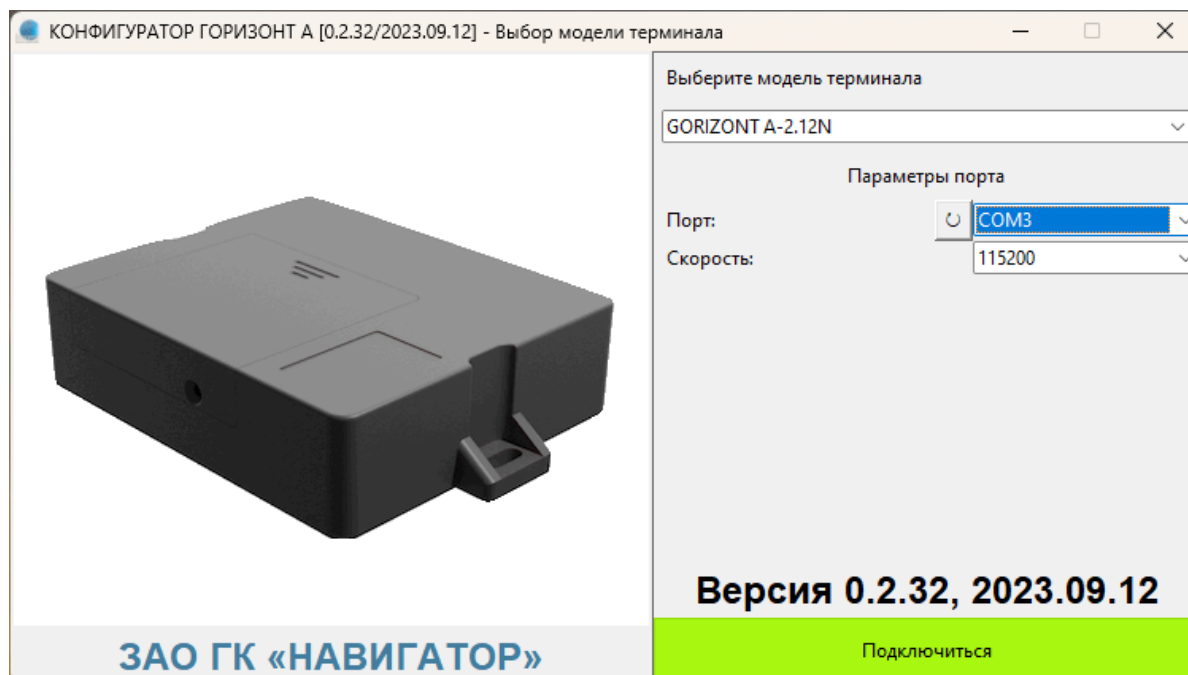 КОНФИГУРАТОР ГОРИЗОНТ А [0.2.32/2023.09.12] - Выбор модели терминала
Выберите модель терминала
GORIZONT A-2.12N
Параметры порта
Порт:
COM3
Скорость:
115200
Версия 0.2.32, 2023.09.12
ЗАО ГК «НАВИГАТОР»
Подключиться